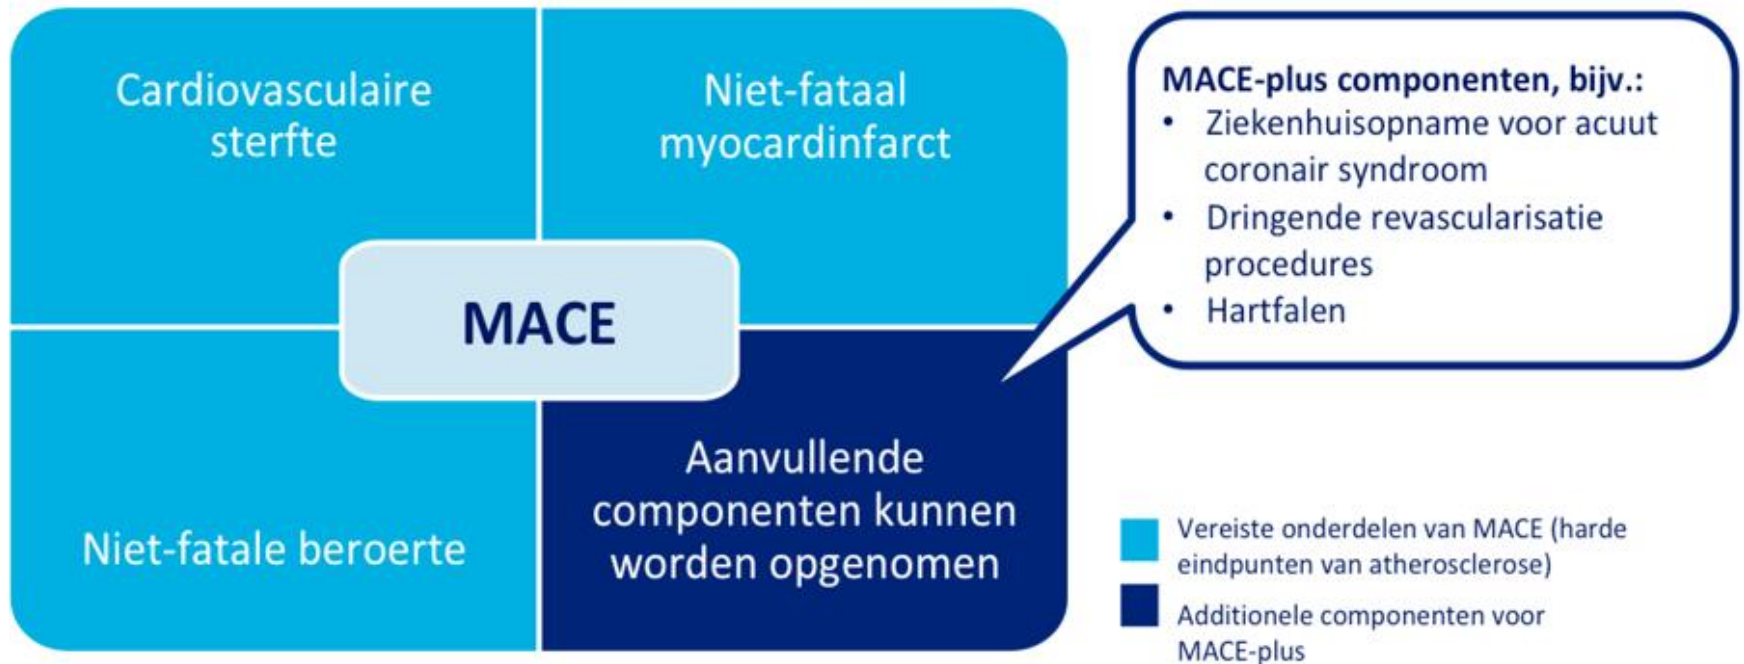 Cardiovasculaire
sterfte
Niet-fataal
myocardinfarct
MACE
Niet-fatale beroerte
Aanvullende
componenten kunnen
worden opgenomen
MACE-plus componenten, bijv.:
• Ziekenhuisopname voor acuut
coronair syndroom
• Dringende revascularisatie
procedures
• Hartfalen
Vereiste onderdelen van MACE (harde
eindpunten van atherosclerose)
Additionele componenten voor
MACE-plus